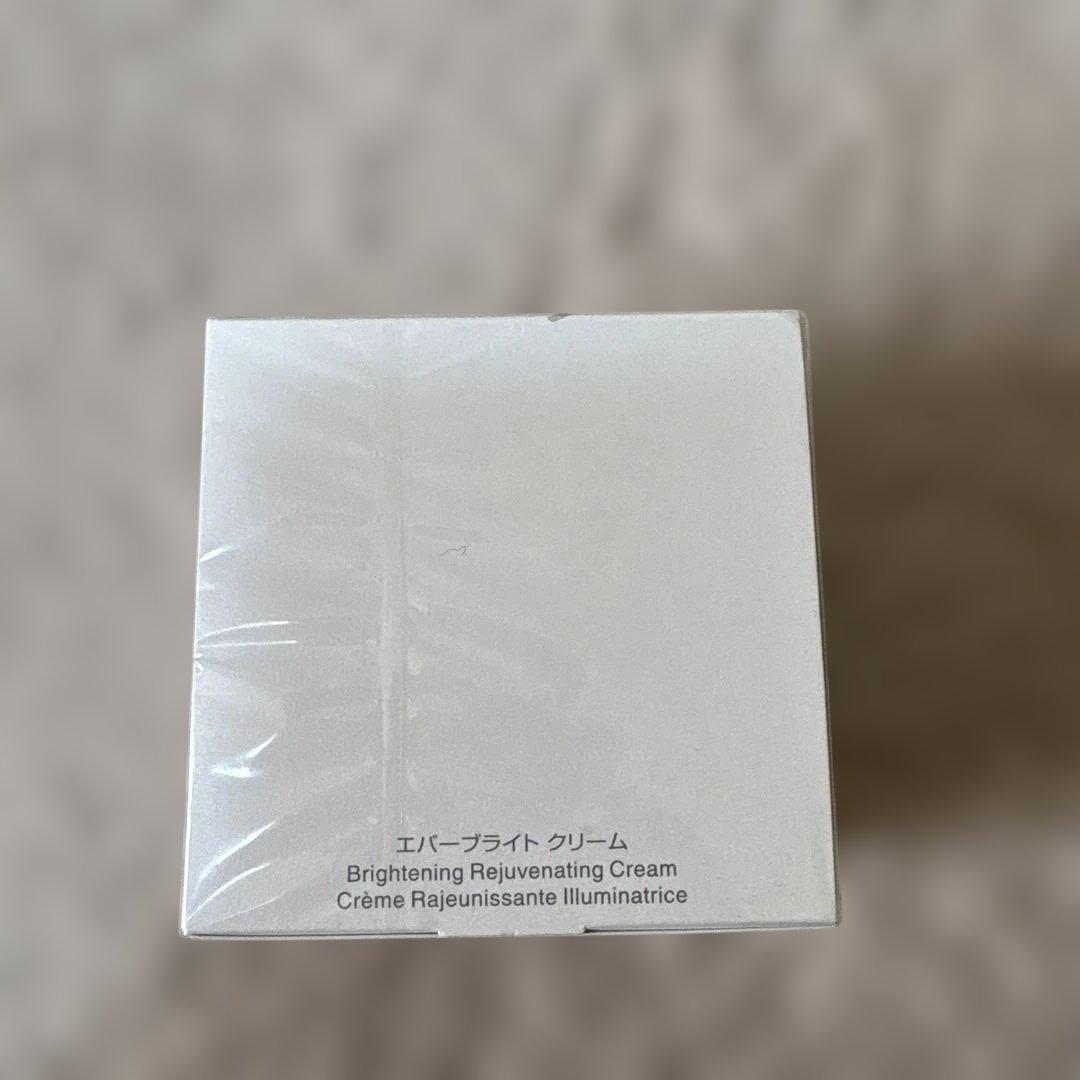 エバーブライト クリーム
Brightening Rejuvenating Cream
Crème Rajeunissante Illuminatrice